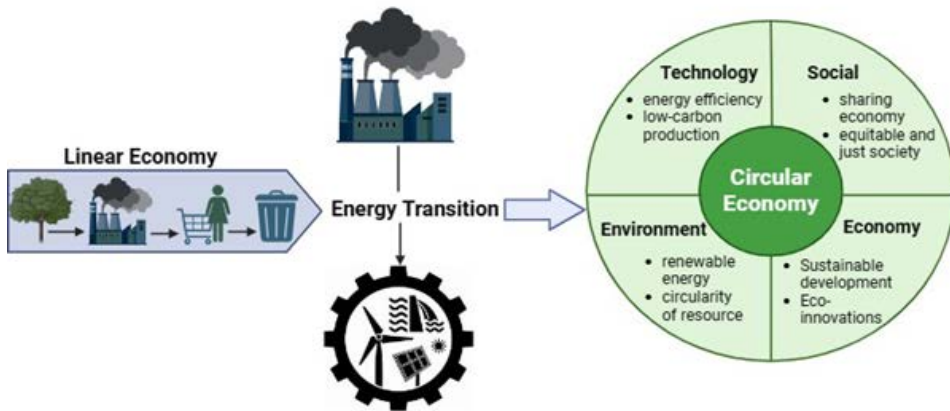 Linear Economy
Energy Transition
Technology
• energy efficiency
• low-carbon
production
Social
• sharing
economy
• equitable and
just society
Circular
Economy
Environment
• renewable
energy
• circularity
of resource
Economy
• Sustainable
development
• Eco-
innovations